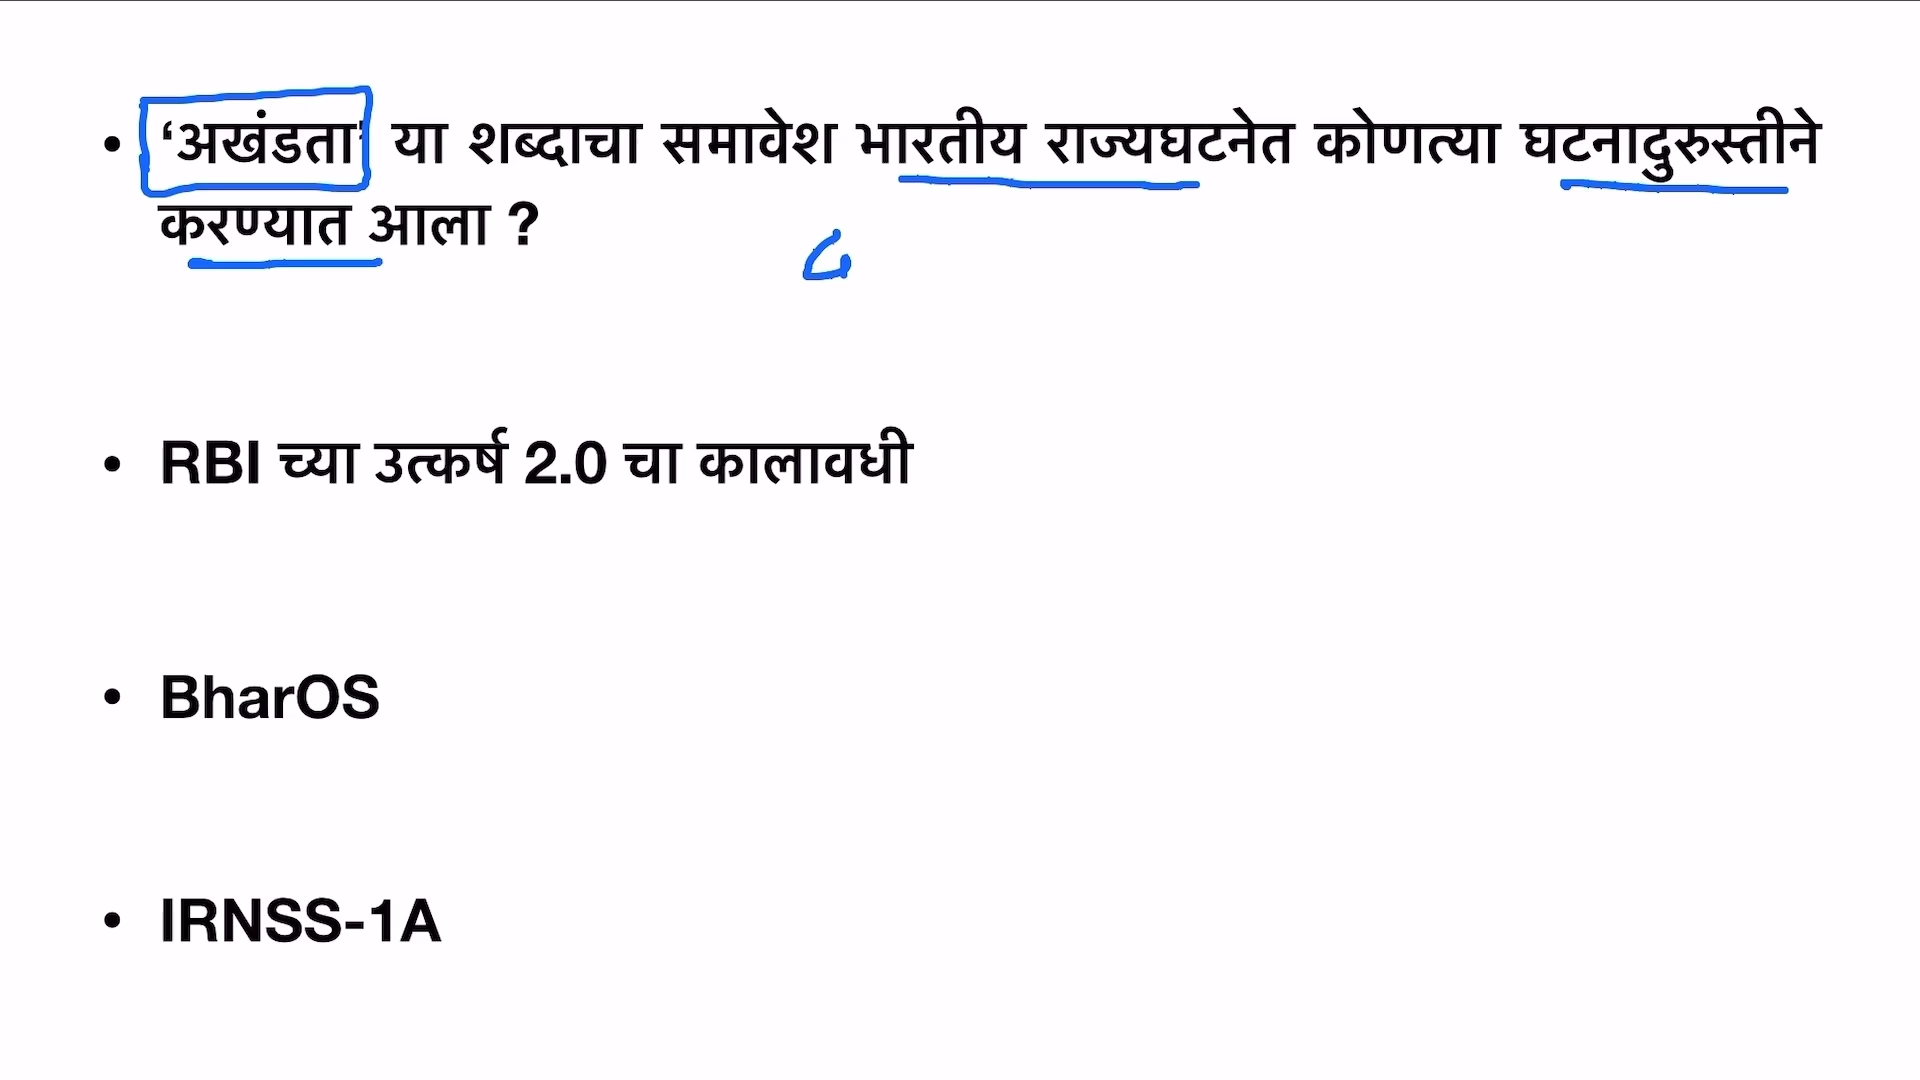 • ‘अखंडता’ या शब्दाचा समावेश भारतीय राज्यघटनेत कोणत्या घटनादुरुस्तीने
करण्यात आला ?
• RBI च्या उत्कर्ष 2.0 चा कालावधी
• BharOS
• IRNSS-1A